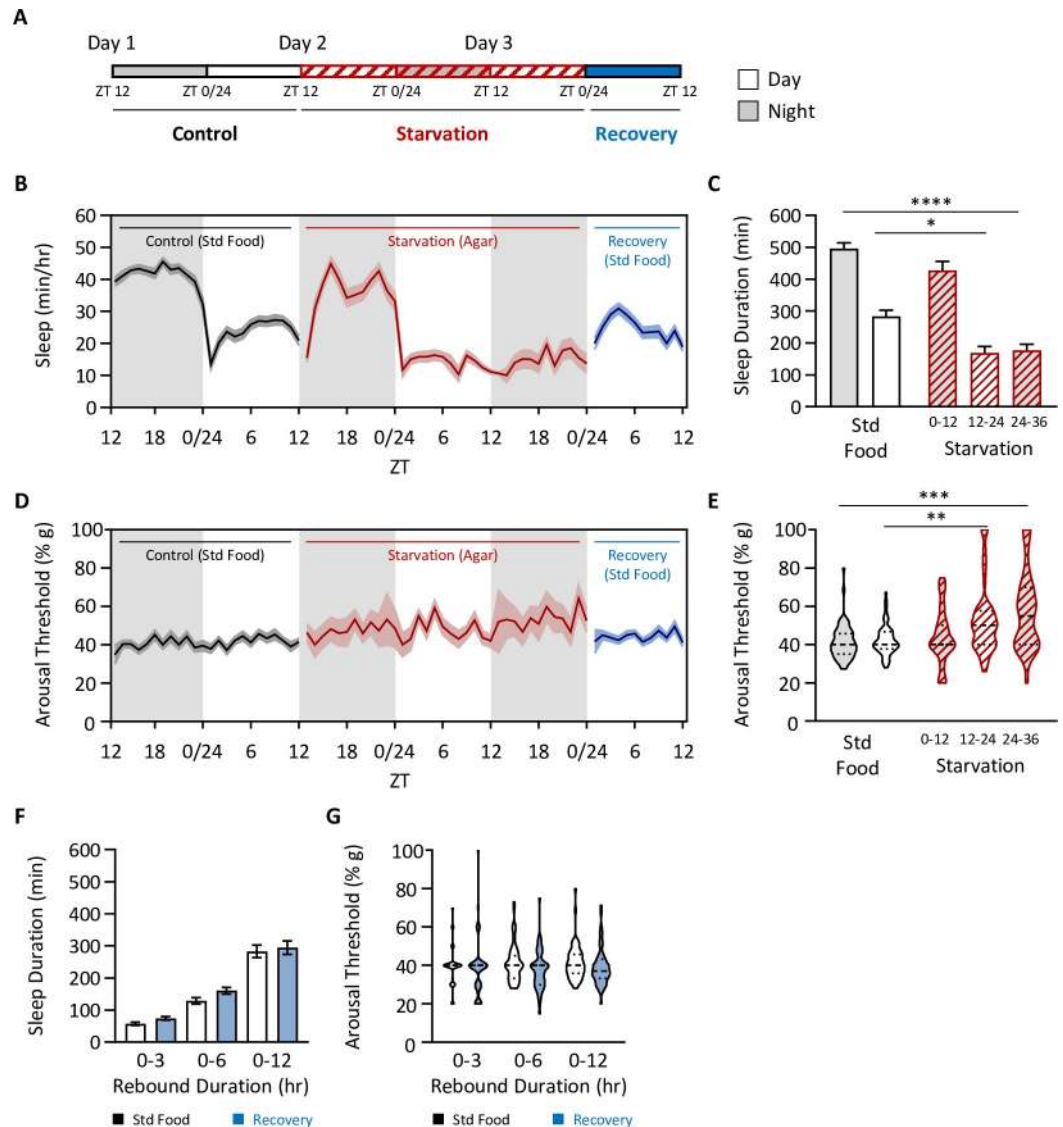 A
Day 1
Day 2
Day 3
ZT 12
ZT 0/24
ZT 12
ZT 0/24
ZT 12
ZT 0/24
ZT 12
Control
Starvation
Recovery
Day
Night
B
Sleep (min/hr)
60
50
40
30
20
10
0
Control (Std Food)
Starvation (Agar)
Recovery
(Std Food)
12 18 0/24 6 12 18 0/24 6 12 18 0/24 6 12
ZT
C
Sleep Duration (min)
600
500
400
300
200
100
0
****
*
Std
Food
0-12 12-24 24-36
Starvation
D
Arousal Threshold (% g)
100
80
60
40
20
0
Control (Std Food)
Starvation (Agar)
Recovery
(Std Food)
12 18 0/24 6 12 18 0/24 6 12 18 0/24 6 12
ZT
E
Arousal Threshold (% g)
100
80
60
40
20
0
***
**
Std
Food
0-12 12-24 24-36
Starvation
F
Sleep Duration (min)
600
500
400
300
200
100
0
0-3 0-6 0-12
Rebound Duration (hr)
Std Food Recovery
G
Arousal Threshold (% g)
100
80
60
40
20
0-3 0-6 0-12
Rebound Duration (hr)
Std Food Recovery